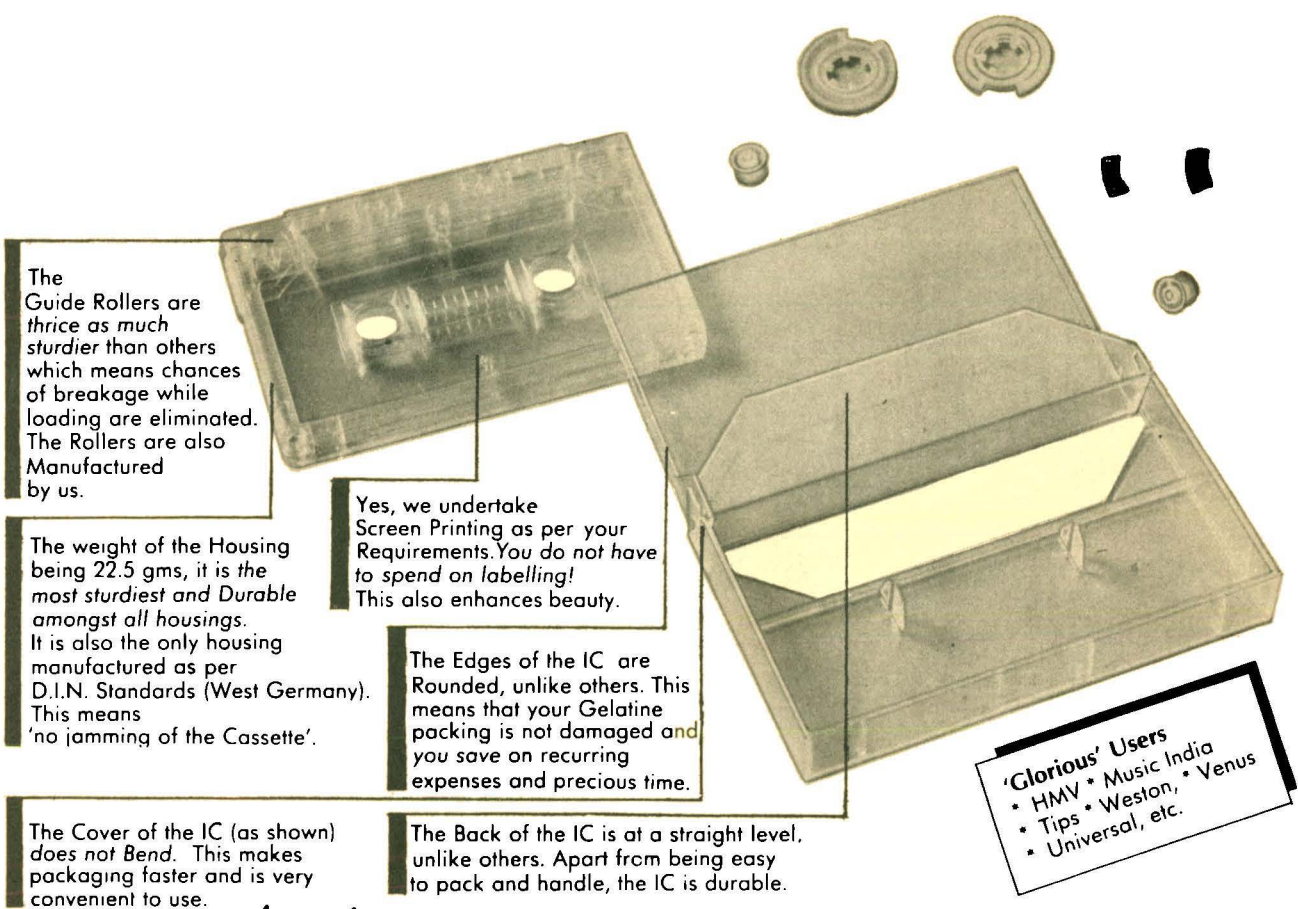 The
Guide Rollers are
thrice as much
sturdier than others
which means chances
of breakage while
loading are eliminated.
The Rollers are also
Manufactured
by us.
The weight of the Housing
being 22.5 gms, it is the
most sturdiest and Durable
amongst all housings.
It is also the only housing
manufactured as per
D.I.N. Standards (West Germany).
This means
'no jamming of the Cassette'.
Yes, we undertake
Screen Printing as per your
Requirements. You do not have
to spend on labelling!
This also enhances beauty.
The Edges of the IC are
Rounded, unlike others. This
means that your Gelatine
packing is not damaged and
you save on recurring
expenses and precious time.
The Cover of the IC (as shown)
does not Bend. This makes
packaging faster and is very
convenient to use.
The Back of the IC is at a straight level,
unlike others. Apart from being easy
to pack and handle, the IC is durable.
'Glorious' Users
* HMV * Music India
* Tips * Weston, * Venus
* Universal, etc.